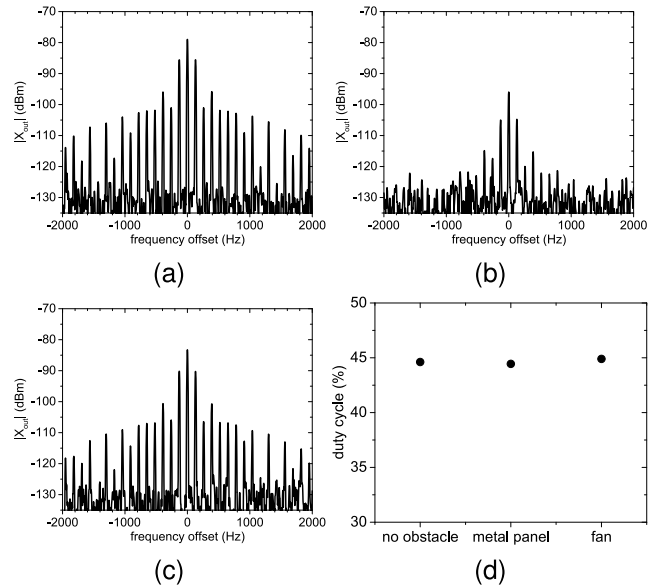 -70
-80
-90
-100
-110
-120
-130
|X_out| (dBm)
-2000 -1000 0 1000 2000
frequency offset (Hz)
(a)
-70
-80
-90
-100
-110
-120
-130
|X_out| (dBm)
-2000 -1000 0 1000 2000
frequency offset (Hz)
(b)
-70
-80
-90
-100
-110
-120
-130
|X_out| (dBm)
-2000 -1000 0 1000 2000
frequency offset (Hz)
(c)
50
45
40
35
30
duty cycle (%)
no obstacle metal panel fan
(d)